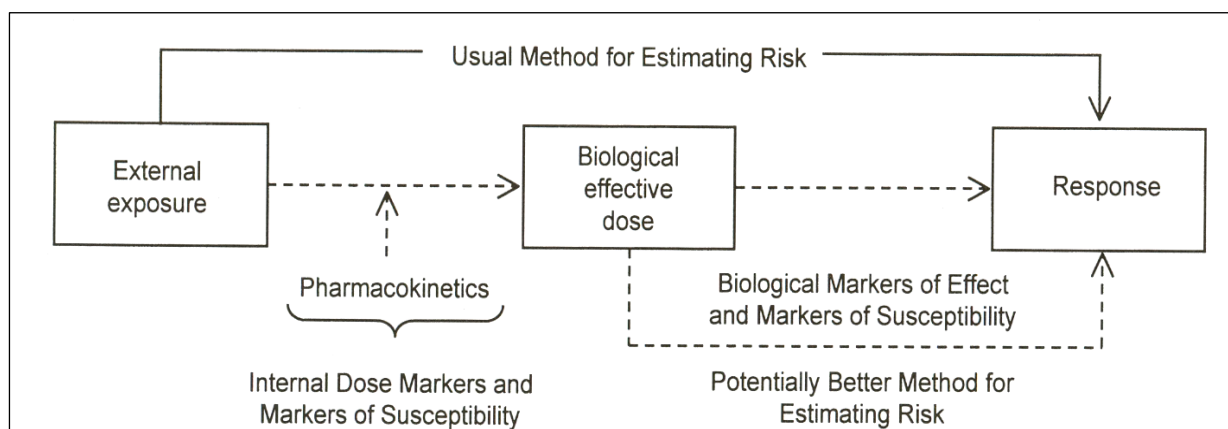 Usual Method for Estimating Risk
External
exposure
Biological
effective
dose
Response
Pharmacokinetics
Biological Markers of Effect
and Markers of Susceptibility
Internal Dose Markers and
Markers of Susceptibility
Potentially Better Method for
Estimating Risk